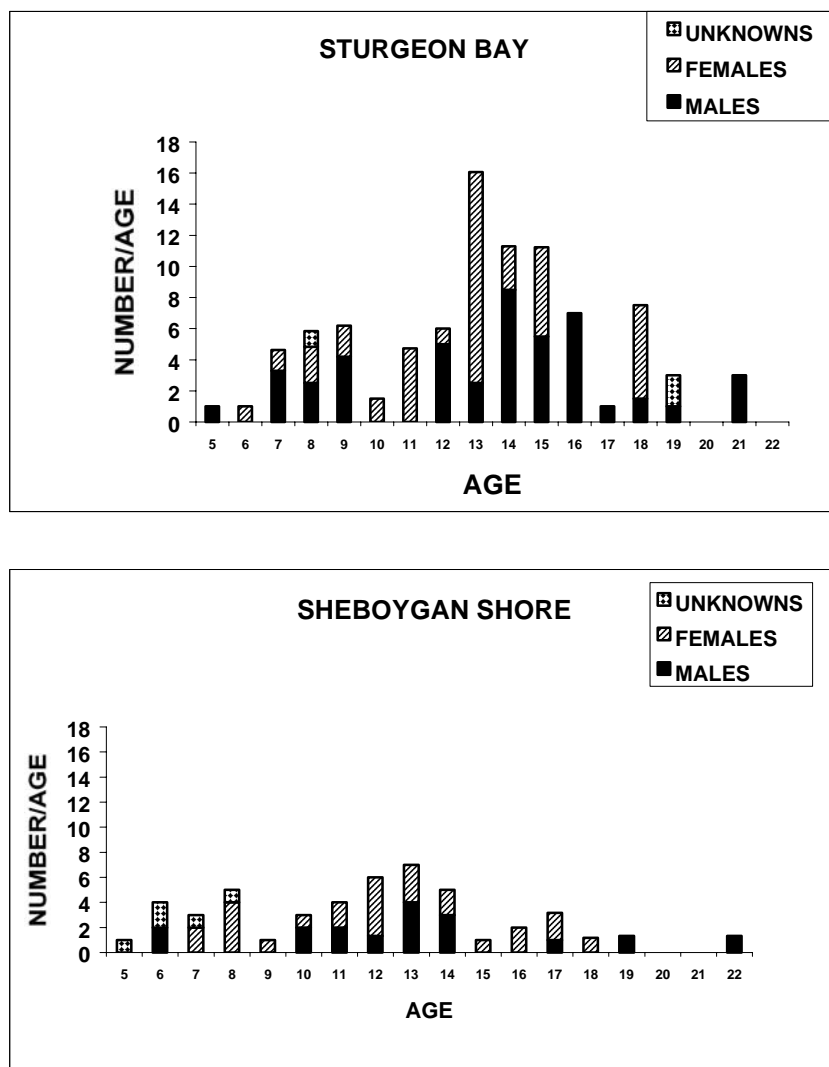 STURGEON BAY
UNKNOWNS
FEMALES
MALES
NUMBER/AGE
18
16
14
12
10
8
6
4
2
0
5 6 7 8 9 10 11 12 13 14 15 16 17 18 19 20 21 22
AGE
SHEBOYGAN SHORE
UNKNOWNS
FEMALES
MALES
NUMBER/AGE
18
16
14
12
10
8
6
4
2
0
5 6 7 8 9 10 11 12 13 14 15 16 17 18 19 20 21 22
AGE